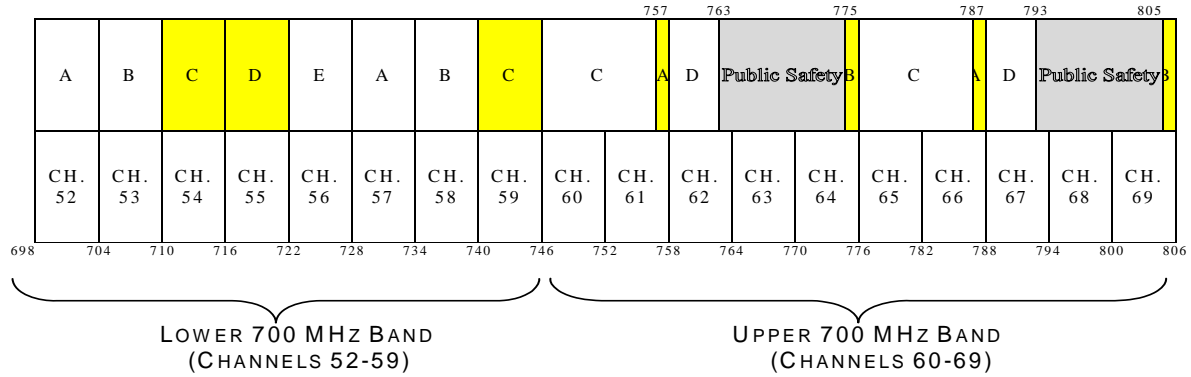 757 763 775 787 793 805
A B C D E A B C C A D Public Safety B C A D Public Safety B
CH. CH. CH. CH. CH. CH. CH. CH. CH. CH. CH. CH. CH. CH. CH. CH. CH. CH.
52 53 54 55 56 57 58 59 60 61 62 63 64 65 66 67 68 69
698 704 710 716 722 728 734 740 746 752 758 764 770 776 782 788 794 800 806
LOWER 700 MHZ BAND
(CHANNELS 52-59)
UPPER 700 MHZ BAND
(CHANNELS 60-69)